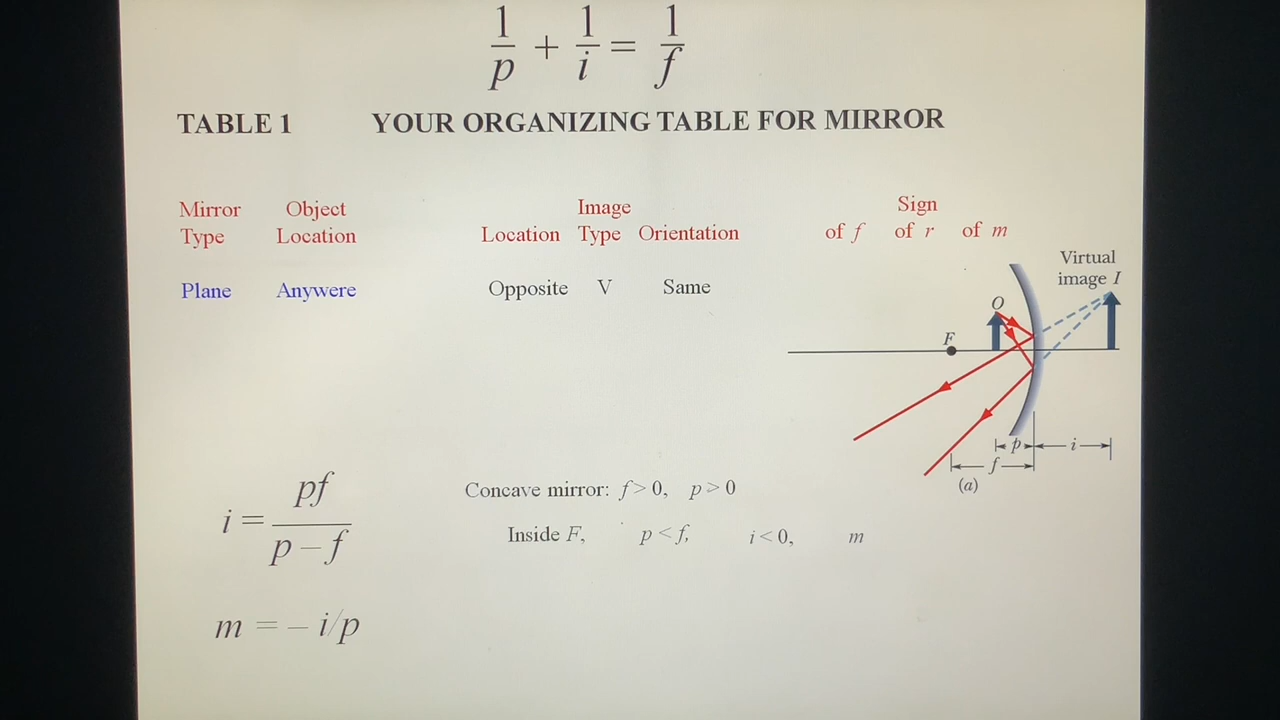 1/p + 1/i = 1/f
TABLE 1 YOUR ORGANIZING TABLE FOR MIRROR
Mirror Object Image Sign
Type Location Location Type Orientation of f of r of m
Plane Anywere Opposite V Same
Virtual
image I
O
F
p
i
f
(a)
i = pf/p − f
Concave mirror: f > 0, p > 0
Inside F, p < f, i < 0, m
m = − i/p